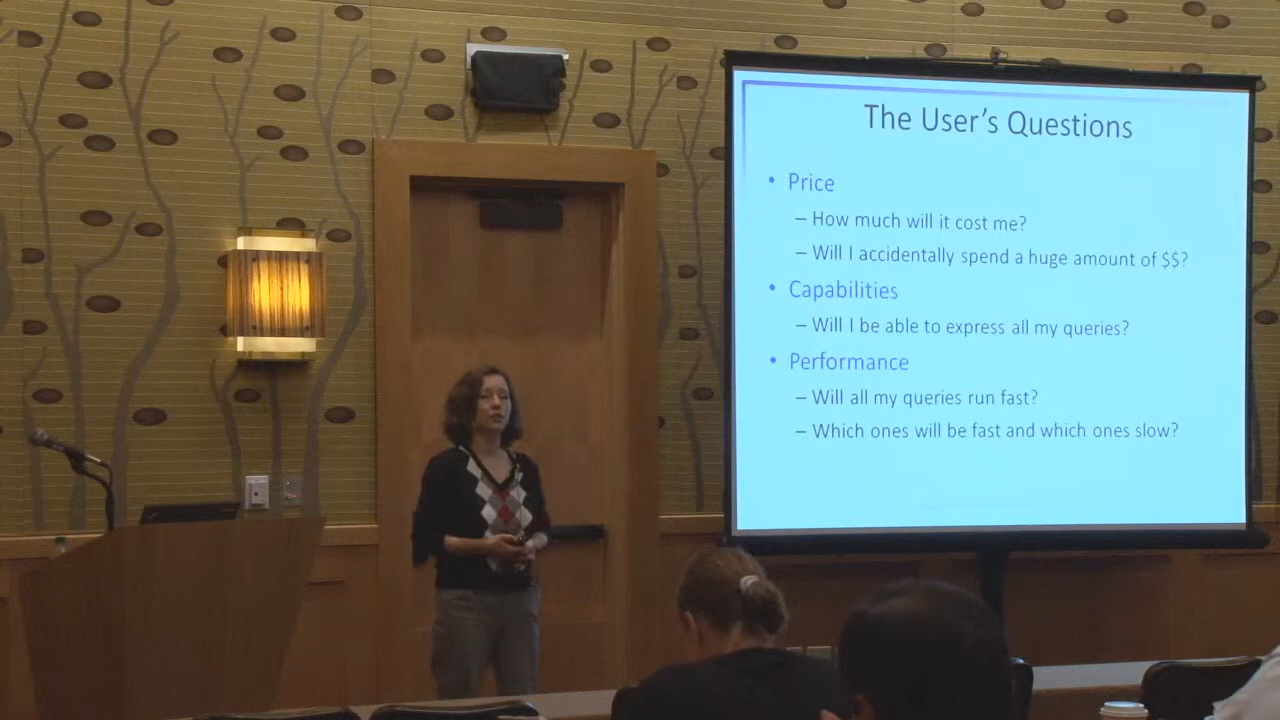 The User's Questions
• Price
– How much will it cost me?
– Will I accidentally spend a huge amount of $$?
• Capabilities
– Will I be able to express all my queries?
• Performance
– Will all my queries run fast?
– Which ones will be fast and which ones slow?